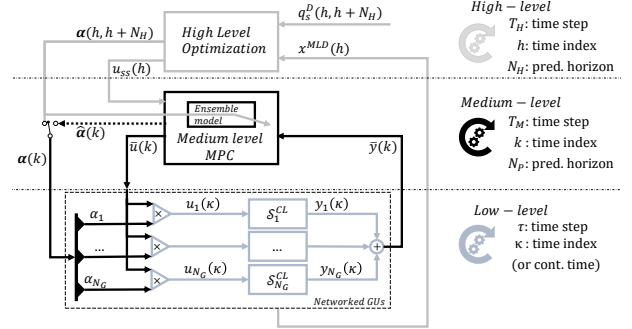 High Level
Optimization
q_s^D(h, h + N_H)
x^{MLD}(h)
α(h, h + N_H)
u_{ss}(h)
High – level
T_H: time step
h: time index
N_H: pred. horizon
Ensemble
model
Medium level
MPC
α̂(k)
α(k)
ū(k)
ȳ(k)
Medium – level
T_M: time step
k : time index
N_P: pred. horizon
α_1
...
α_{N_G}
×
×
×
u_1(κ)
u_{N_G}(κ)
S_1^{CL}
...
S_{N_G}^{CL}
y_1(κ)
y_{N_G}(κ)
+
Networked GUs
Low – level
τ: time step
κ : time index
(or cont. time)